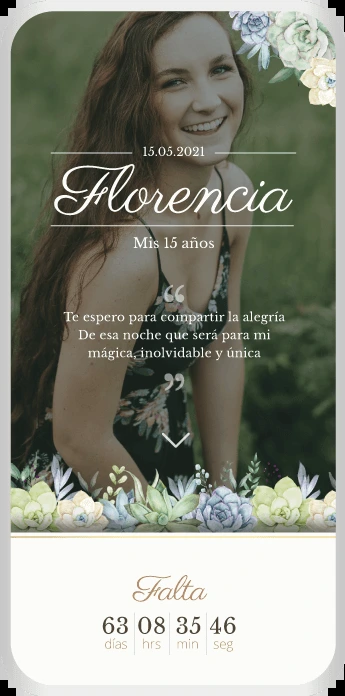 15.05.2021
Florencia
Mis 15 años
“
Te espero para compartir la alegría
De esa noche que será para mi
mágica, inolvidable y única
”
Falta
63 08 35 46
días hrs min seg